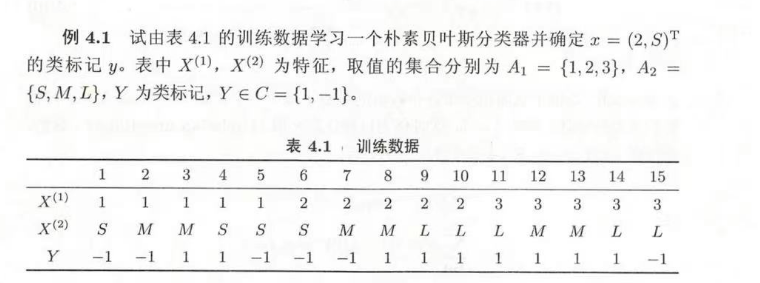 例 4.1 试由表 4.1 的训练数据学习一个朴素贝叶斯分类器并确定 x = (2, S)ᵀ
的类标记 y。表中 X⁽¹⁾，X⁽²⁾ 为特征，取值的集合分别为 A₁ = {1, 2, 3}，A₂ =
{S, M, L}，Y 为类标记，Y ∈ C = {1, −1}。
表 4.1 训练数据
1 2 3 4 5 6 7 8 9 10 11 12 13 14 15
X⁽¹⁾ 1 1 1 1 1 2 2 2 2 2 3 3 3 3 3
X⁽²⁾ S M M S S S M M L L L M M L L
Y −1 −1 1 1 −1 −1 −1 1 1 1 1 1 1 1 −1